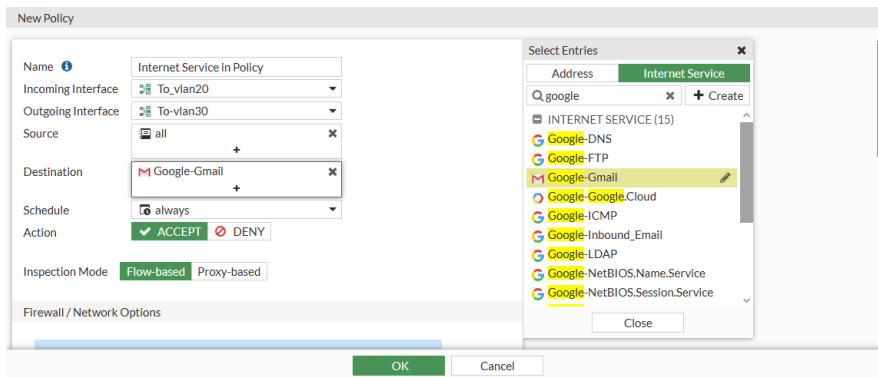 New Policy
Name
Internet Service in Policy
Incoming Interface
To_vlan20
Outgoing Interface
To-vlan30
Source
all
+
Destination
Google-Gmail
+
Schedule
always
Action
ACCEPT
DENY
Inspection Mode
Flow-based
Proxy-based
Firewall / Network Options
Select Entries
Address
Internet Service
google
+ Create
INTERNET SERVICE (15)
Google-DNS
Google-FTP
Google-Gmail
Google-Google.Cloud
Google-ICMP
Google-Inbound_Email
Google-LDAP
Google-NetBIOS.Name.Service
Google-NetBIOS.Session.Service
Close
OK
Cancel